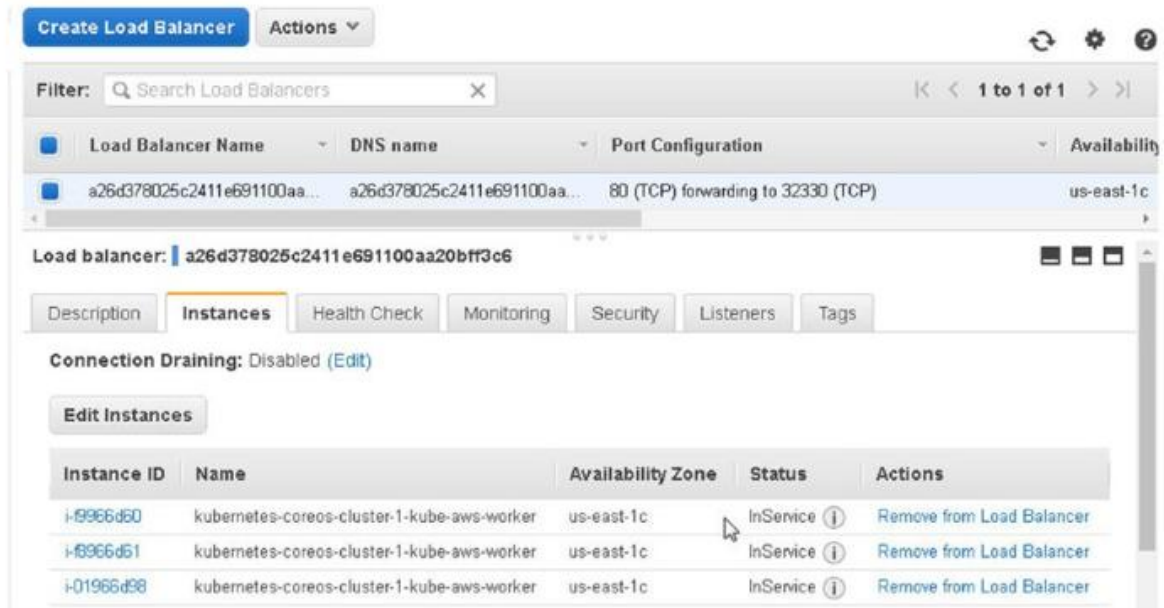 Create Load Balancer Actions
Filter: Search Load Balancers 1 to 1 of 1
Load Balancer Name DNS name Port Configuration Availability
a26d378025c2411e691100aa... a26d378025c2411e691100aa... 80 (TCP) forwarding to 32330 (TCP) us-east-1c
Load balancer: a26d378025c2411e691100aa20bff3c6
Description Instances Health Check Monitoring Security Listeners Tags
Connection Draining: Disabled (Edit)
Edit Instances
Instance ID Name Availability Zone Status Actions
i-f9966d60 kubernetes-coreos-cluster-1-kube-aws-worker us-east-1c InService Remove from Load Balancer
i-f8966d61 kubernetes-coreos-cluster-1-kube-aws-worker us-east-1c InService Remove from Load Balancer
i-01966d98 kubernetes-coreos-cluster-1-kube-aws-worker us-east-1c InService Remove from Load Balancer